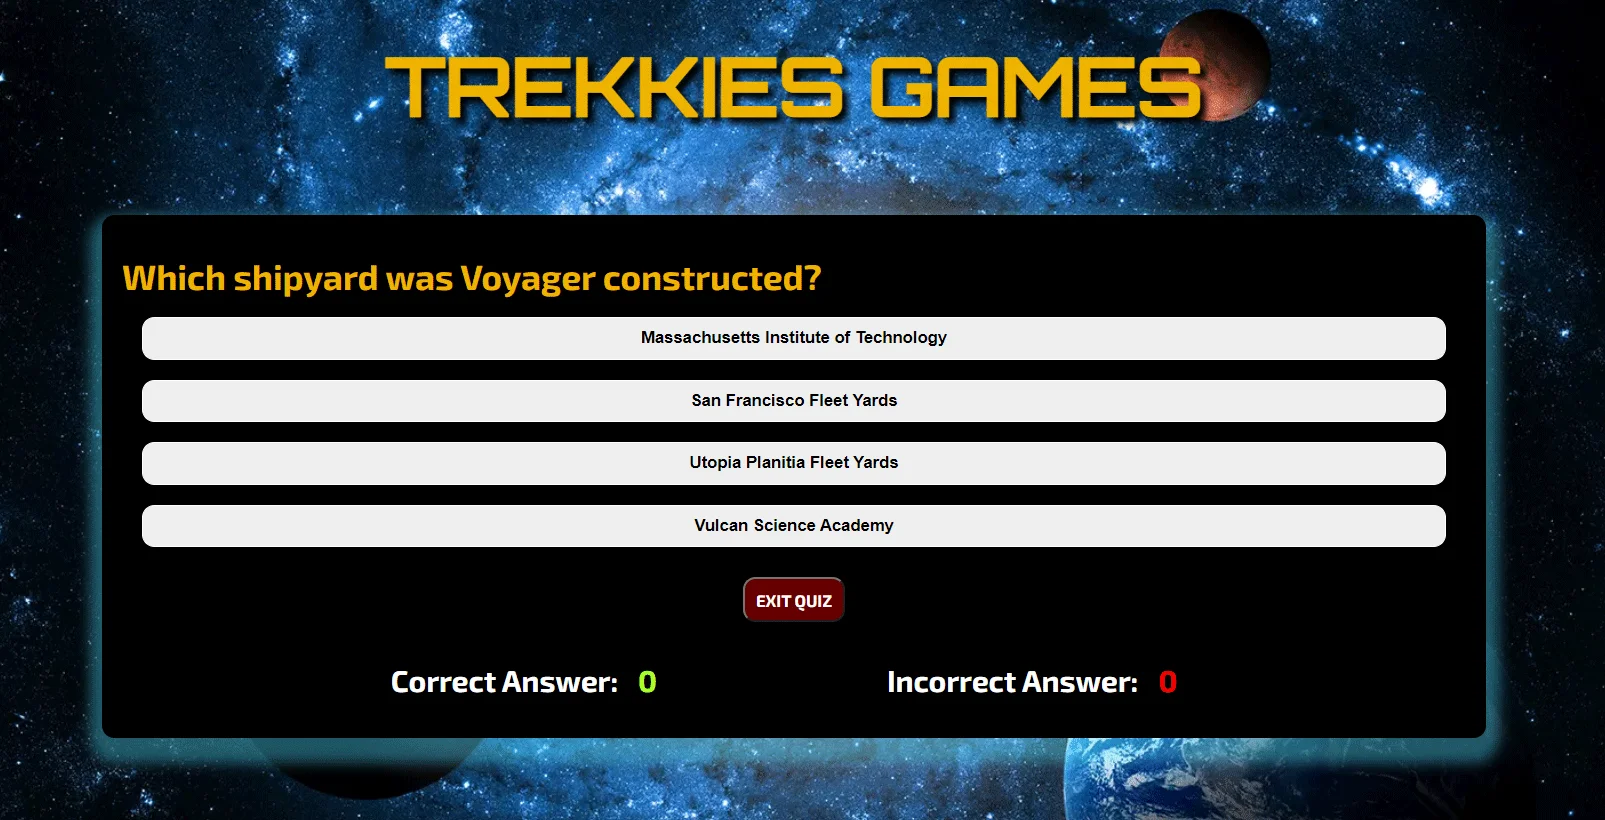 TREKKIES GAMES
Which shipyard was Voyager constructed?
Massachusetts Institute of Technology
San Francisco Fleet Yards
Utopia Planitia Fleet Yards
Vulcan Science Academy
EXIT QUIZ
Correct Answer: 0 Incorrect Answer: 0